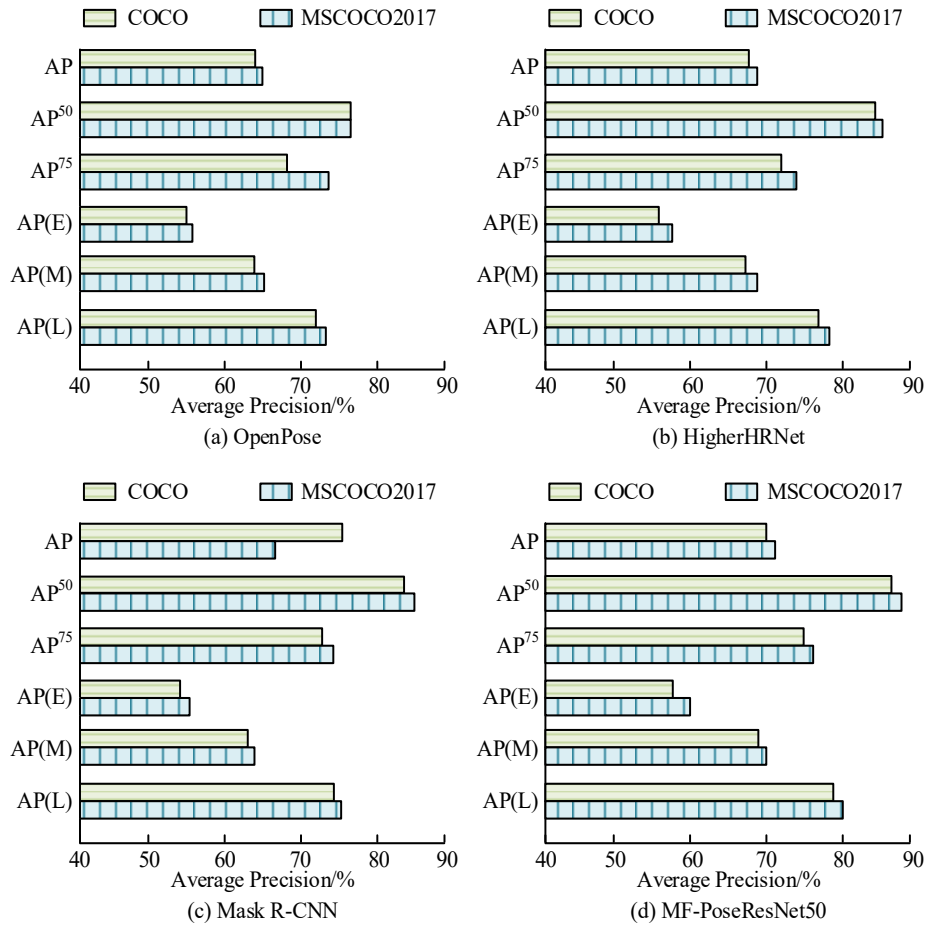 COCO MSCOCO2017
AP
AP⁵⁰
AP⁷⁵
AP(E)
AP(M)
AP(L)
40 50 60 70 80 90
Average Precision/%
(a) OpenPose
COCO MSCOCO2017
AP
AP⁵⁰
AP⁷⁵
AP(E)
AP(M)
AP(L)
40 50 60 70 80 90
Average Precision/%
(b) HigherHRNet
COCO MSCOCO2017
AP
AP⁵⁰
AP⁷⁵
AP(E)
AP(M)
AP(L)
40 50 60 70 80 90
Average Precision/%
(c) Mask R-CNN
COCO MSCOCO2017
AP
AP⁵⁰
AP⁷⁵
AP(E)
AP(M)
AP(L)
40 50 60 70 80 90
Average Precision/%
(d) MF-PoseResNet50